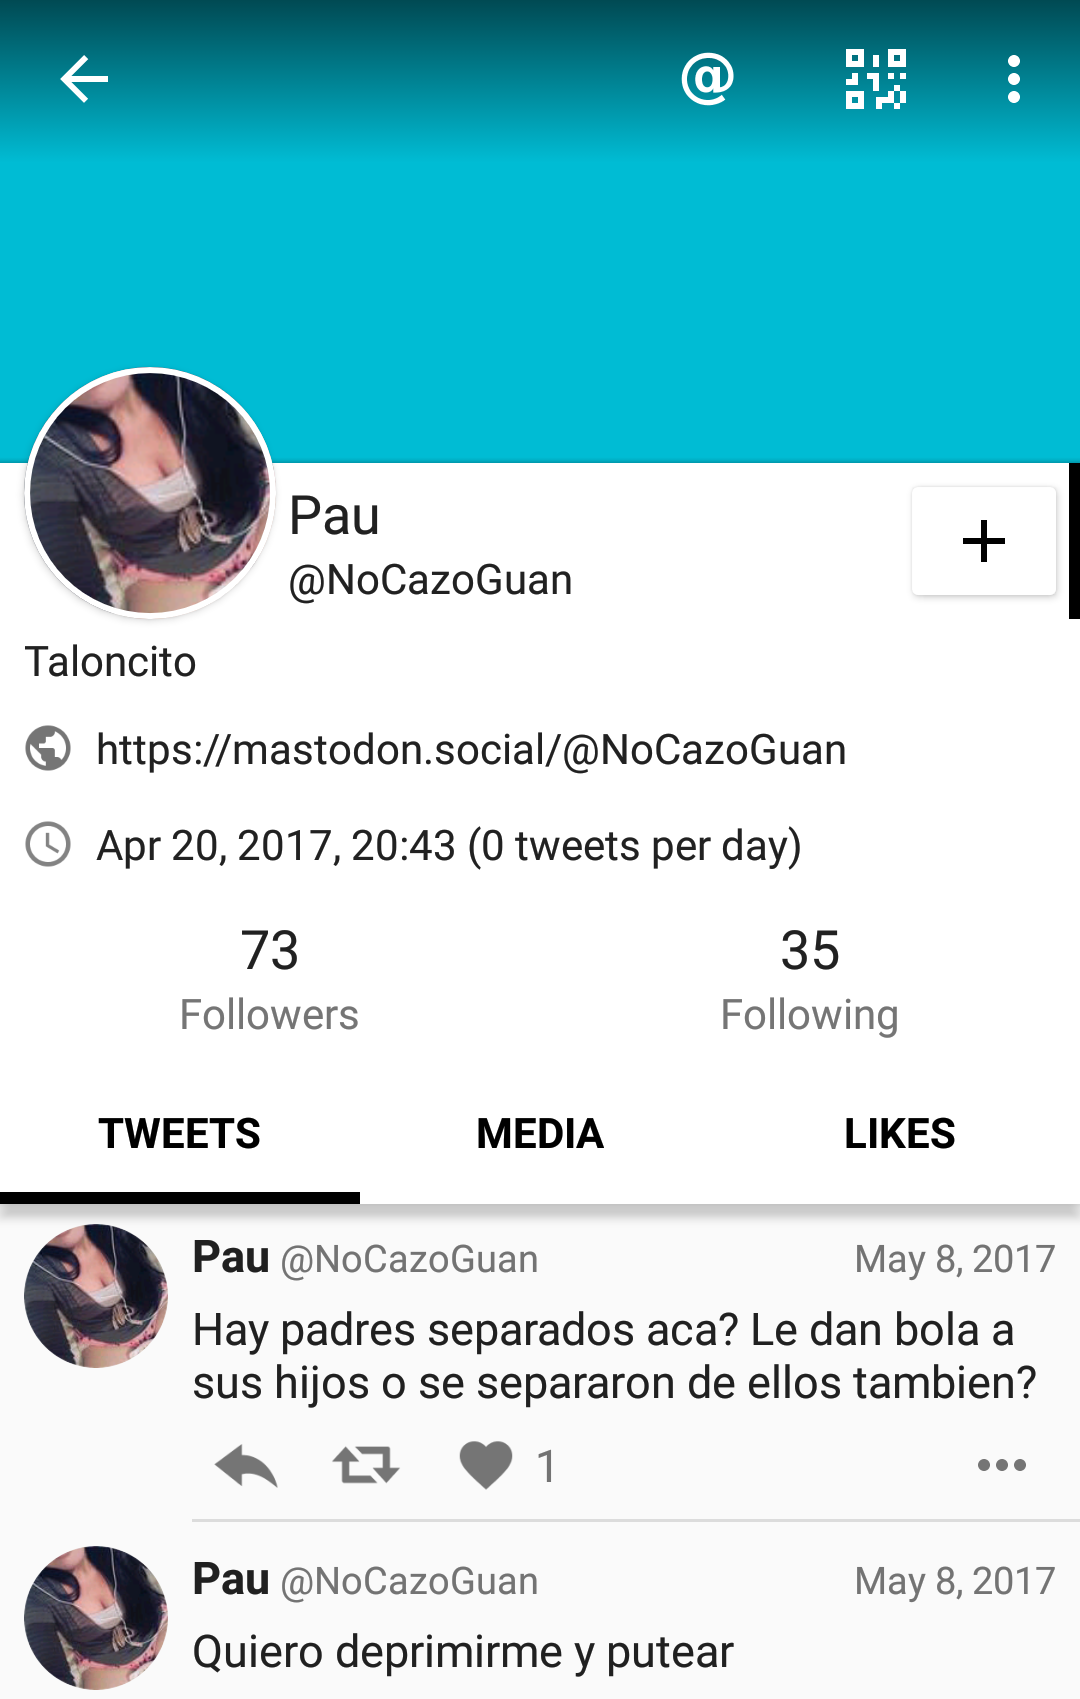 Pau
@NoCazoGuan
Taloncito
https://mastodon.social/@NoCazoGuan
Apr 20, 2017, 20:43 (0 tweets per day)
73
Followers
35
Following
TWEETS
MEDIA
LIKES
Pau @NoCazoGuan May 8, 2017
Hay padres separados aca? Le dan bola a
sus hijos o se separaron de ellos tambien?
1
Pau @NoCazoGuan May 8, 2017
Quiero deprimirme y putear